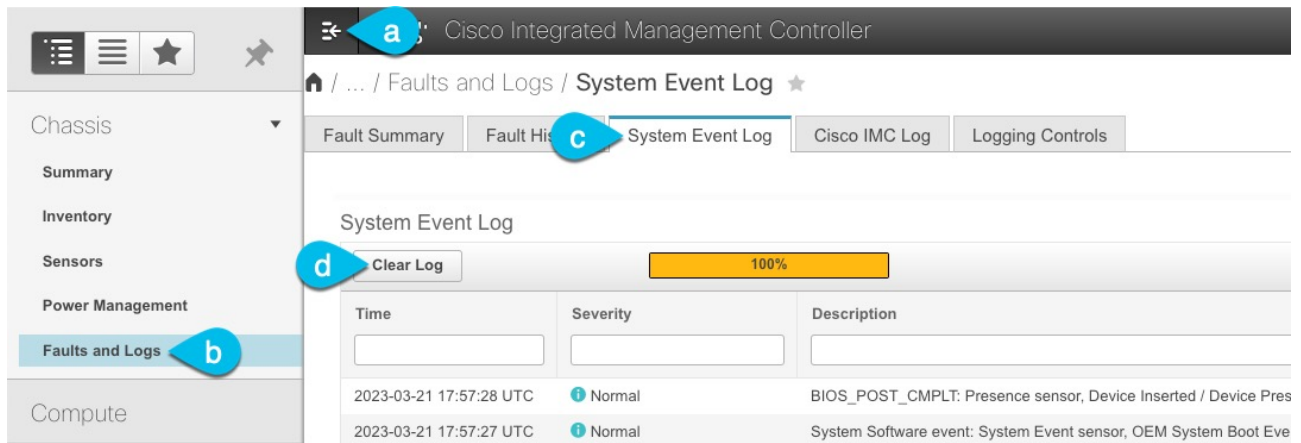 a Cisco Integrated Management Controller
/ ... / Faults and Logs / System Event Log
Chassis
Fault Summary Fault His c System Event Log Cisco IMC Log Logging Controls
Summary
Inventory
System Event Log
Sensors
d Clear Log 100%
Power Management
Time Severity Description
Faults and Logs b
Compute
2023-03-21 17:57:28 UTC Normal BIOS_POST_CMPLT: Presence sensor, Device Inserted / Device Pres
2023-03-21 17:57:27 UTC Normal System Software event: System Event sensor, OEM System Boot Eve